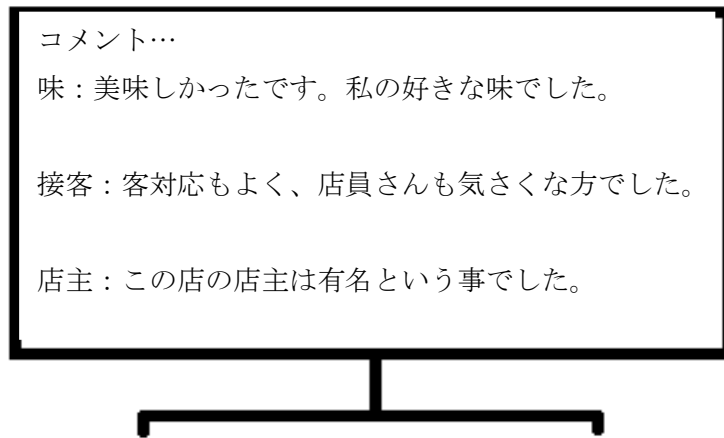 コメント…
味：美味しかったです。私の好きな味でした。
接客：客対応もよく、店員さんも気さくな方でした。
店主：この店の店主は有名という事でした。